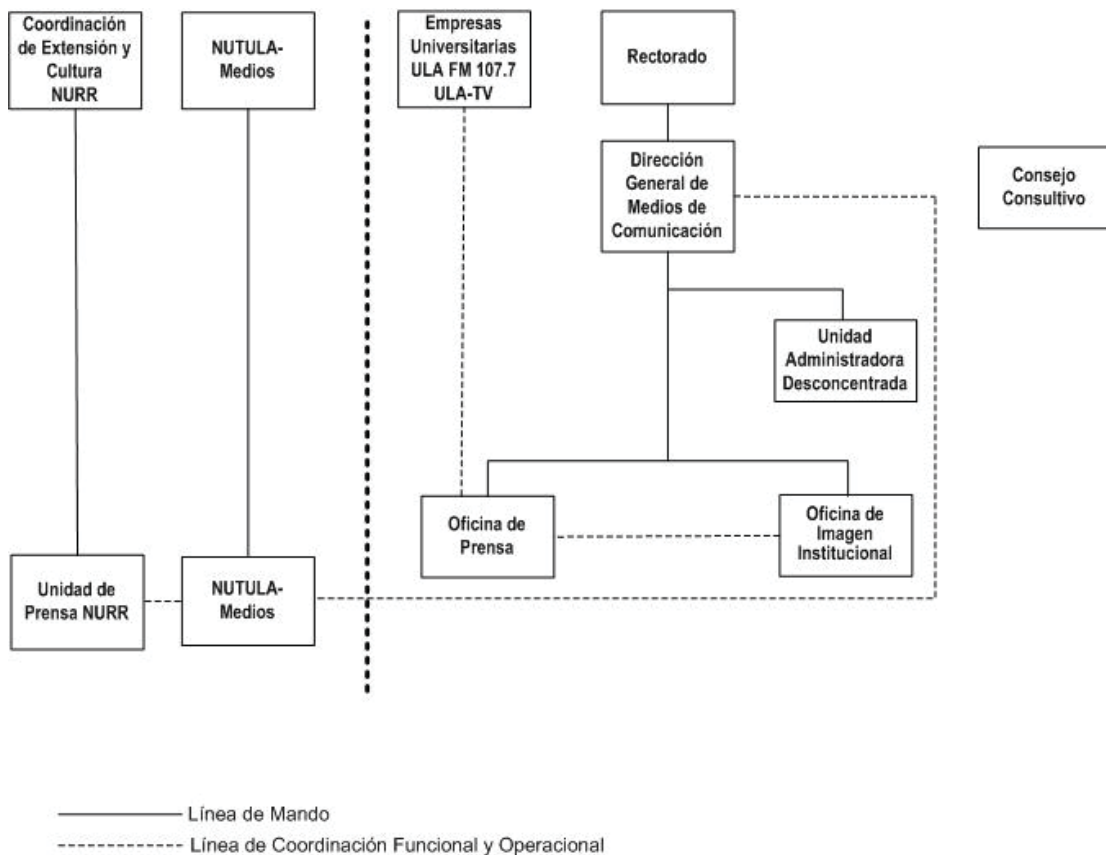 Coordinación
de Extensión y
Cultura
NURR
NUTULA-
Medios
Empresas
Universitarias
ULA FM 107.7
ULA-TV
Rectorado
Dirección
General de
Medios de
Comunicación
Consejo
Consultivo
Unidad
Administradora
Desconcentrada
Oficina de
Prensa
Oficina de
Imagen
Institucional
Unidad de
Prensa NURR
NUTULA-
Medios
Línea de Mando
Línea de Coordinación Funcional y Operacional